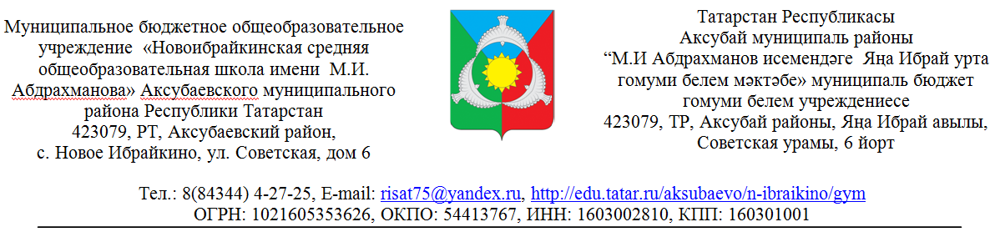 Муниципальное бюджетное общеобразовательное
учреждение «Новоибрайкинская средняя
общеобразовательная школа имени М.И.
Абдрахманова» Аксубаевского муниципального
района Республики Татарстан
423079, РТ, Аксубаевский район,
с. Новое Ибрайкино, ул. Советская, дом 6
Татарстан Республикасы
Аксубай муниципаль районы
“М.И Абдрахманов исемендәге Яңа Ибрай урта
гомуми белем мәктәбе» муниципаль бюджет
гомуми белем учреждениесе
423079, ТР, Аксубай районы, Яңа Ибрай авылы,
Советская урамы, 6 йорт
Тел.: 8(84344) 4-27-25, E-mail: risat75@yandex.ru, http://edu.tatar.ru/aksubaevo/n-ibraikino/gym
ОГРН: 1021605353626, ОКПО: 54413767, ИНН: 1603002810, КПП: 160301001